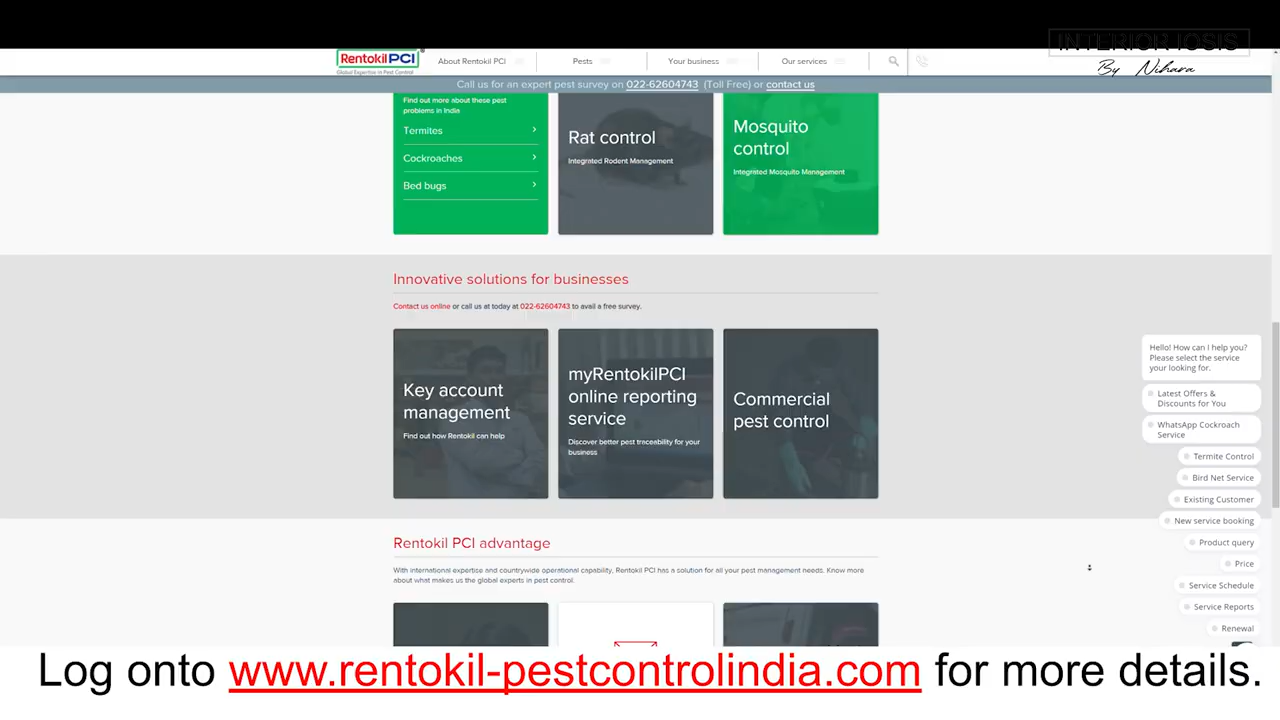 INTERIOR IOSIS
By Nihara
RentokilPCI
Global Expertise in Pest Control
About Rentokil PCI
Pests
Your business
Our services
Call us for an expert pest survey on 022-62604743 (Toll Free) or contact us
Find out more about these pest
problems in India
Termites
Cockroaches
Bed bugs
Rat control
Integrated Rodent Management
Mosquito
control
Integrated Mosquito Management
Innovative solutions for businesses
Contact us online or call us at today at 022-62604743 to avail a free survey.
Key account
management
Find out how Rentokil can help
myRentokilPCI
online reporting
service
Discover better pest traceability for your
business
Commercial
pest control
Rentokil PCI advantage
With international expertise and countrywide operational capability, Rentokil PCI has a solution for all your pest management needs. Know more
about what makes us the global experts in pest control.
Hello! How can I help you?
Please select the service
your looking for.
Latest Offers &
Discounts for You
WhatsApp Cockroach
Service
Termite Control
Bird Net Service
Existing Customer
New service booking
Product query
Price
Service Schedule
Service Reports
Renewal
Log onto www.rentokil-pestcontrolindia.com for more details.